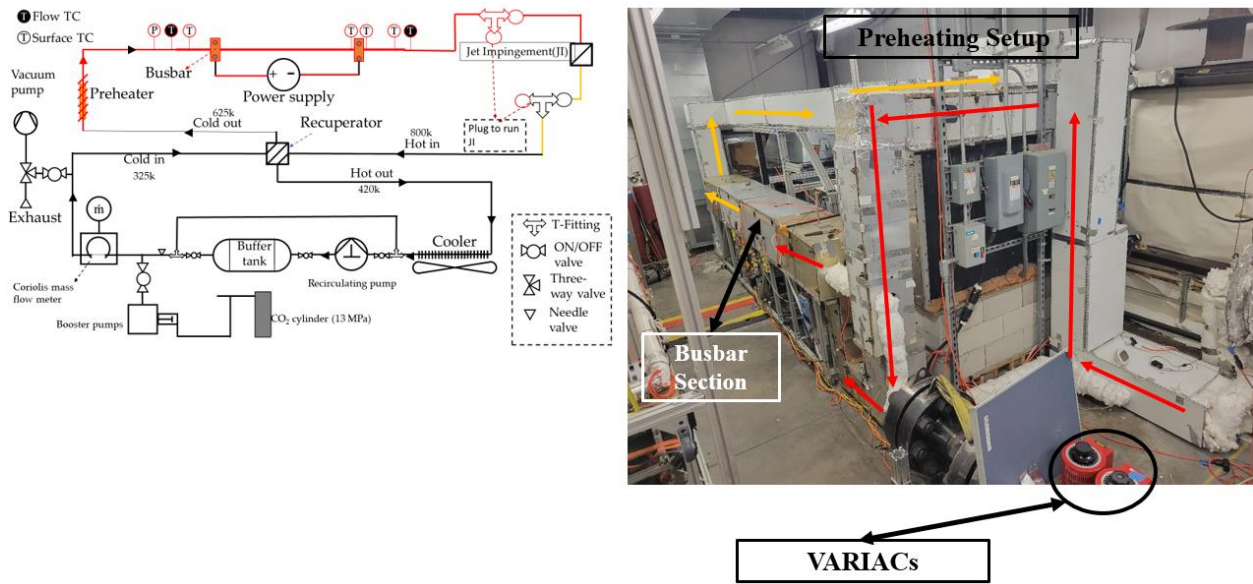 T Flow TC
T Surface TC
P
T
T
T
T
T
T
Jet Impingement(JI)
Busbar
+ -
Power supply
Vacuum
pump
Preheater
625k
Cold out
Recuperator
800k
Hot in
Plug to run
JI
Cold in
325k
Hot out
420k
Exhaust
ṁ
Coriolis mass
flow meter
Buffer
tank
Recirculating pump
Cooler
Booster pumps
CO₂ cylinder (13 MPa)
T-Fitting
ON/OFF
valve
Three-
way valve
Needle
valve
Preheating Setup
Busbar
Section
VARIACs